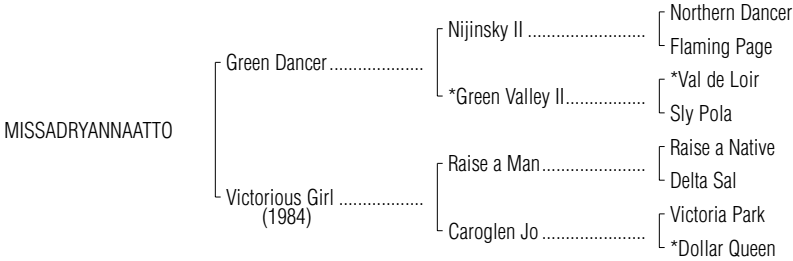 Northern Dancer
Nijinsky II ........................
Flaming Page
Green Dancer...................
*Val de Loir
*Green Valley II................
Sly Pola
MISSADRYANNAATTO
Raise a Native
Raise a Man.....................
Delta Sal
Victorious Girl .................
(1984)
Victoria Park
Caroglen Jo .....................
*Dollar Queen